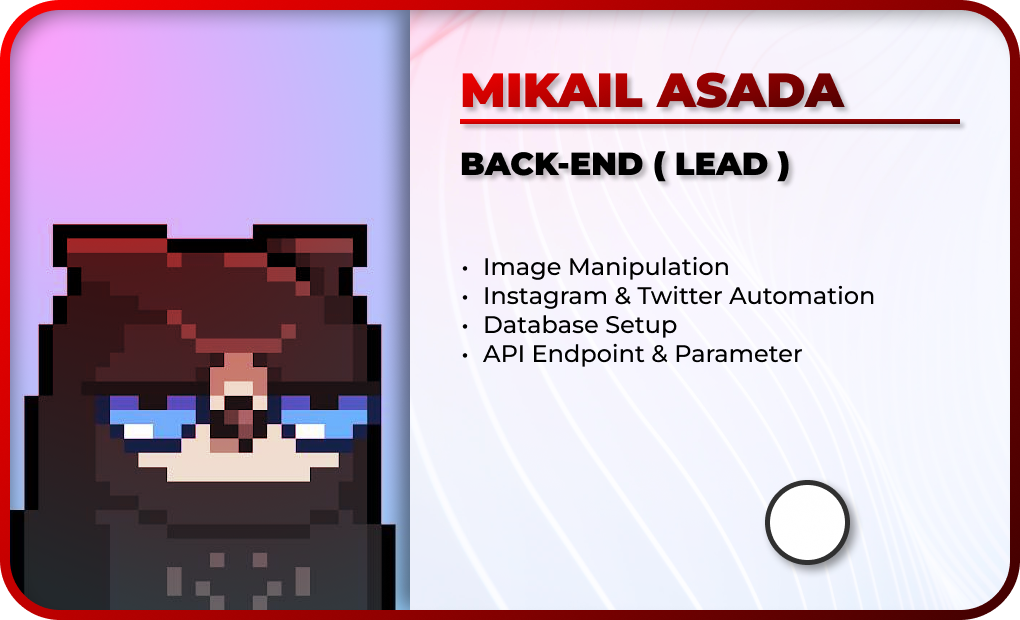 MIKAIL ASADA
BACK-END ( LEAD )
• Image Manipulation
• Instagram & Twitter Automation
• Database Setup
• API Endpoint & Parameter